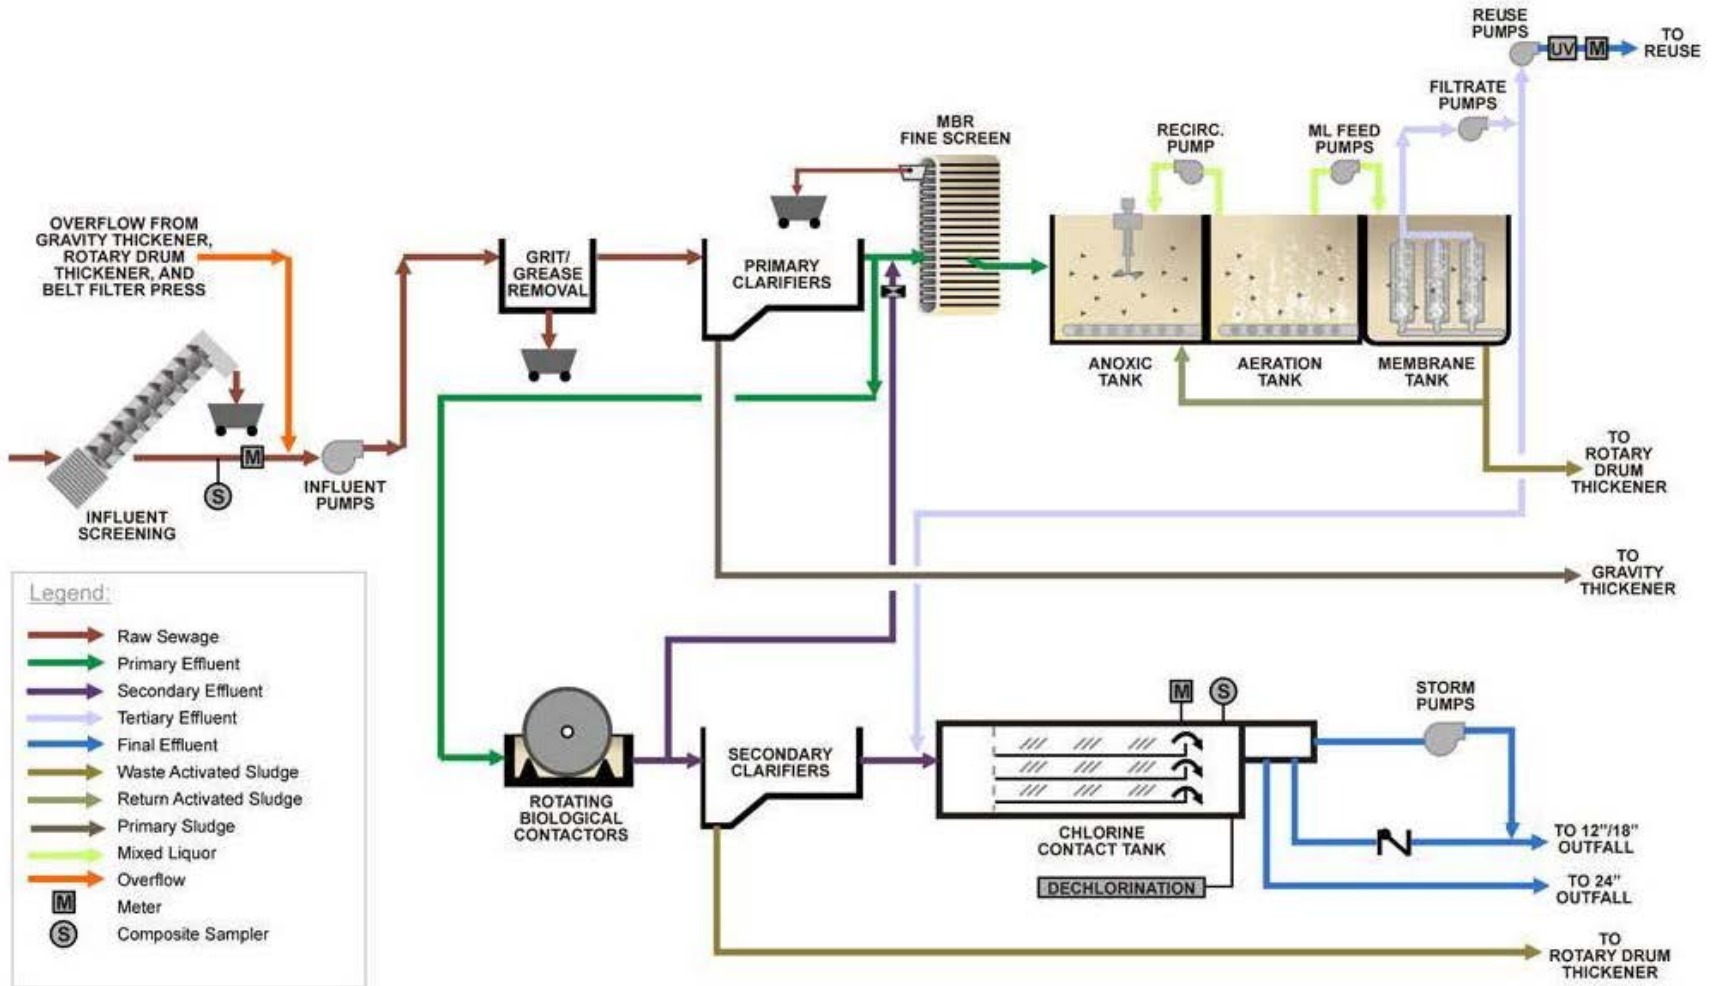 REUSE
PUMPS
UV
M
TO
REUSE
FILTRATE
PUMPS
MBR
FINE SCREEN
RECIRC.
PUMP
ML FEED
PUMPS
OVERFLOW FROM
GRAVITY THICKENER,
ROTARY DRUM
THICKENER, AND
BELT FILTER PRESS
GRIT/
GREASE
REMOVAL
PRIMARY
CLARIFIERS
ANOXIC
TANK
AERATION
TANK
MEMBRANE
TANK
M
S
INFLUENT
PUMPS
INFLUENT
SCREENING
TO
ROTARY
DRUM
THICKENER
TO
GRAVITY
THICKENER
Legend:
Raw Sewage
Primary Effluent
Secondary Effluent
Tertiary Effluent
Final Effluent
Waste Activated Sludge
Return Activated Sludge
Primary Sludge
Mixed Liquor
Overflow
M
Meter
S
Composite Sampler
ROTATING
BIOLOGICAL
CONTACTORS
SECONDARY
CLARIFIERS
M
S
STORM
PUMPS
CHLORINE
CONTACT TANK
DECHLORINATION
TO 12"/18"
OUTFALL
TO 24"
OUTFALL
TO
ROTARY DRUM
THICKENER